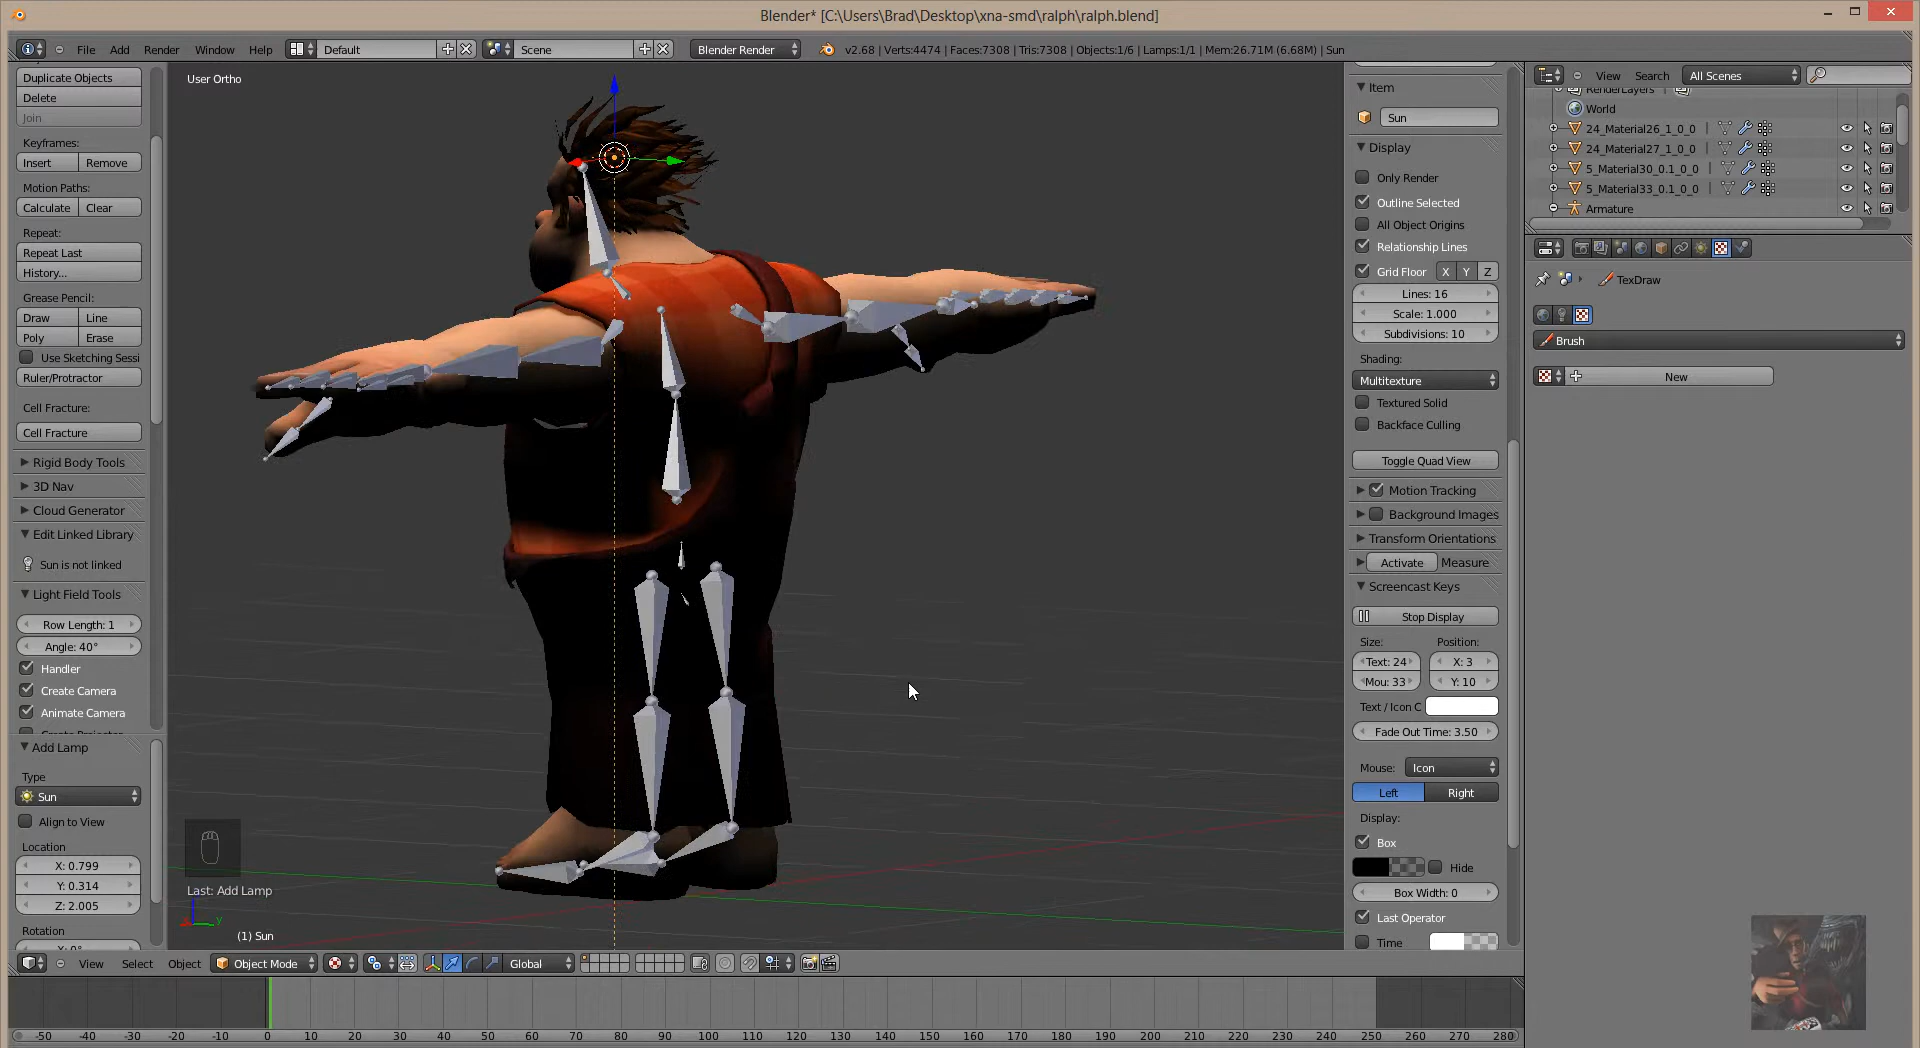 Blender* [C:\Users\Brad\Desktop\xna-smd\ralph\ralph.blend]
File Add Render Window Help Default Scene Blender Render v2.68 | Verts:4474 | Faces:7308 | Tris:7308 | Objects:1/6 | Lamps:1/1 | Mem:26.71M (6.68M) | Sun
Duplicate Objects
Delete
Join
Keyframes:
Insert Remove
Motion Paths:
Calculate Clear
Repeat:
Repeat Last
History...
Grease Pencil:
Draw Line
Poly Erase
Use Sketching Sessi
Ruler/Protractor
Cell Fracture:
Cell Fracture
Rigid Body Tools
3D Nav
Cloud Generator
Edit Linked Library
Sun is not linked
Light Field Tools
Row Length: 1
Angle: 40°
Handler
Create Camera
Animate Camera
Add Lamp
Type
Sun
Align to View
Location
X: 0.799
Y: 0.314
Z: 2.005
Rotation
User Ortho
Last: Add Lamp
y
(1) Sun
View Select Object Object Mode Global
Item
Sun
Display
Only Render
Outline Selected
All Object Origins
Relationship Lines
Grid Floor X Y Z
Lines: 16
Scale: 1.000
Subdivisions: 10
Shading:
Multitexture
Textured Solid
Backface Culling
Toggle Quad View
Motion Tracking
Background Images
Transform Orientations
Activate Measure
Screencast Keys
Stop Display
Size: Position:
Text: 24 X: 3
Mou: 33 Y: 10
Text / Icon C
Fade Out Time: 3.50
Mouse: Icon
Left Right
Display:
Box
Hide
Box Width: 0
Last Operator
Time
View Search All Scenes
RenderLayers
World
24_Material26_1_0_0
24_Material27_1_0_0
5_Material30_0.1_0_0
5_Material33_0.1_0_0
Armature
TexDraw
Brush
New
-50 -40 -30 -20 -10 0 10 20 30 40 50 60 70 80 90 100 110 120 130 140 150 160 170 180 190 200 210 220 230 240 250 260 270 280